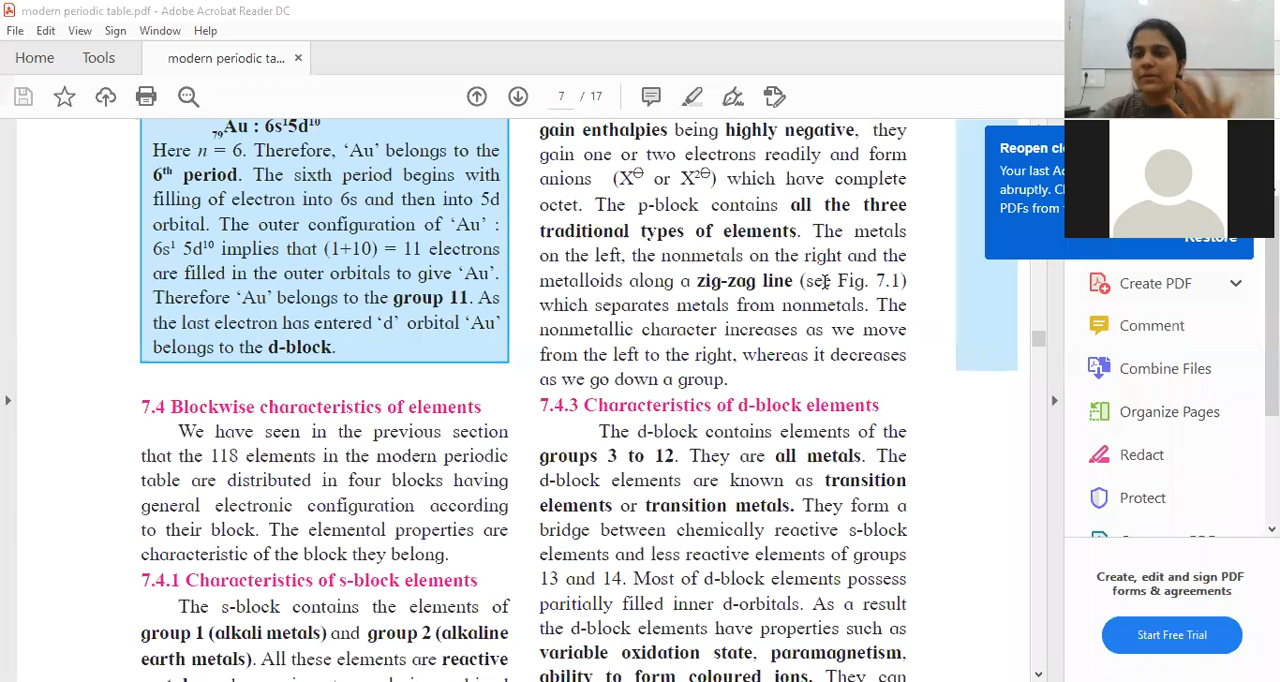 modern periodic table.pdf - Adobe Acrobat Reader DC
File Edit View Sign Window Help
Home Tools modern periodic ta... ×
7 / 17
79Au : 6s¹5d¹⁰
Here n = 6. Therefore, ‘Au’ belongs to the
6th period. The sixth period begins with
filling of electron into 6s and then into 5d
orbital. The outer configuration of ‘Au’ :
6s¹ 5d¹⁰ implies that (1+10) = 11 electrons
are filled in the outer orbitals to give ‘Au’.
Therefore ‘Au’ belongs to the group 11. As
the last electron has entered ‘d’ orbital ‘Au’
belongs to the d-block.
7.4 Blockwise characteristics of elements
We have seen in the previous section
that the 118 elements in the modern periodic
table are distributed in four blocks having
general electronic configuration according
to their block. The elemental properties are
characteristic of the block they belong.
7.4.1 Characteristics of s-block elements
The s-block contains the elements of
group 1 (alkali metals) and group 2 (alkaline
earth metals). All these elements are reactive
gain enthalpies being highly negative, they
gain one or two electrons readily and form
anions (X⊖ or X²⊖) which have complete
octet. The p-block contains all the three
traditional types of elements. The metals
on the left, the nonmetals on the right and the
metalloids along a zig-zag line (see Fig. 7.1)
which separates metals from nonmetals. The
nonmetallic character increases as we move
from the left to the right, whereas it decreases
as we go down a group.
7.4.3 Characteristics of d-block elements
The d-block contains elements of the
groups 3 to 12. They are all metals. The
d-block elements are known as transition
elements or transition metals. They form a
bridge between chemically reactive s-block
elements and less reactive elements of groups
13 and 14. Most of d-block elements possess
paritially filled inner d-orbitals. As a result
the d-block elements have properties such as
variable oxidation state, paramagnetism,
ability to form coloured ions. They can
Reopen
Your last
abruptly.
PDFs from
Restore
Create PDF
Comment
Combine Files
Organize Pages
Redact
Protect
Create, edit and sign PDF
forms & agreements
Start Free Trial